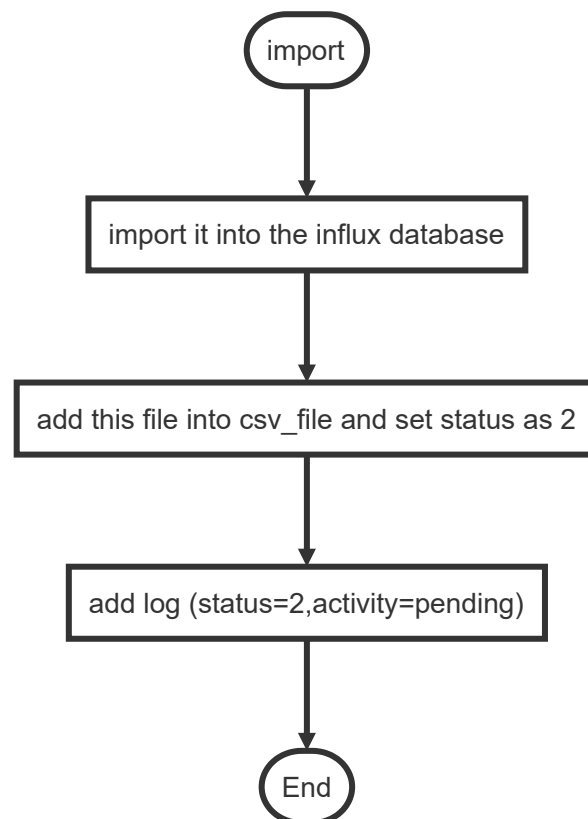 import
import it into the influx database
add this file into csv_file and set status as 2
add log (status=2,activity=pending)
End